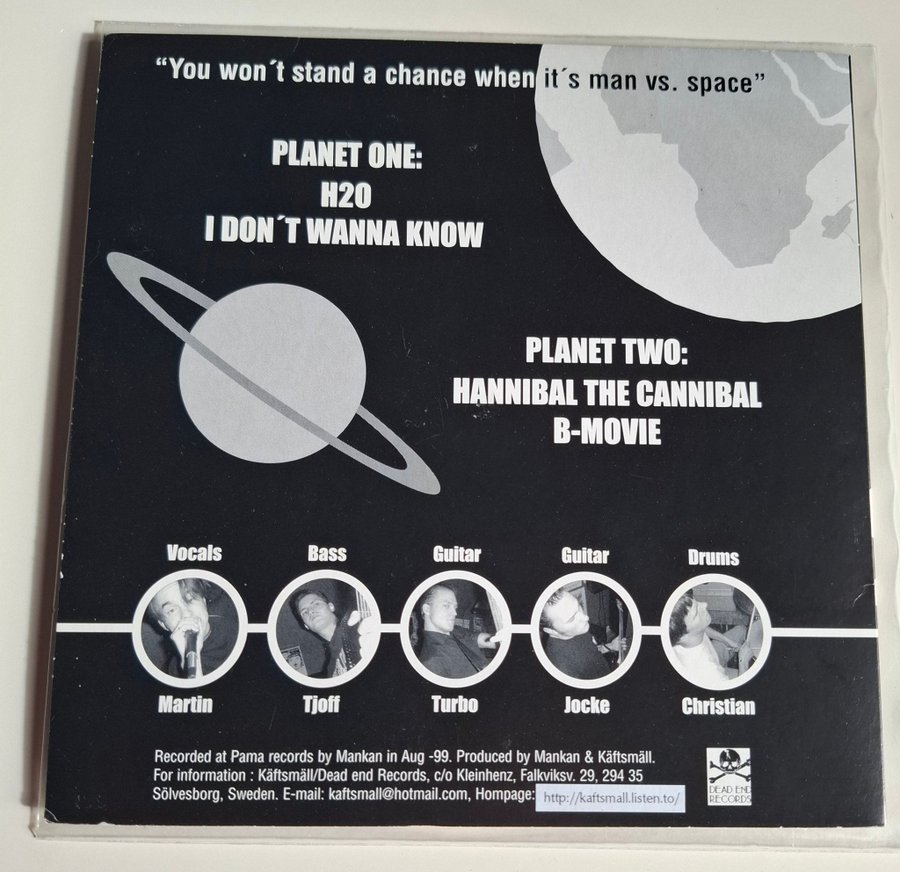 “You won´t stand a chance when it´s man vs. space”
PLANET ONE:
H2O
I DON´T WANNA KNOW
PLANET TWO:
HANNIBAL THE CANNIBAL
B-MOVIE
Vocals Bass Guitar Guitar Drums
Martin Tjoff Turbo Jocke Christian
Recorded at Pama records by Mankan in Aug -99. Produced by Mankan & Käftsmäll.
For information : Käftsmäll/Dead end Records, c/o Kleinhenz, Falkviksv. 29, 294 35
Sölvesborg, Sweden. E-mail: kaftsmall@hotmail.com, Hompage: http://kaftsmall.listen.to/
DEAD END
RECORDS